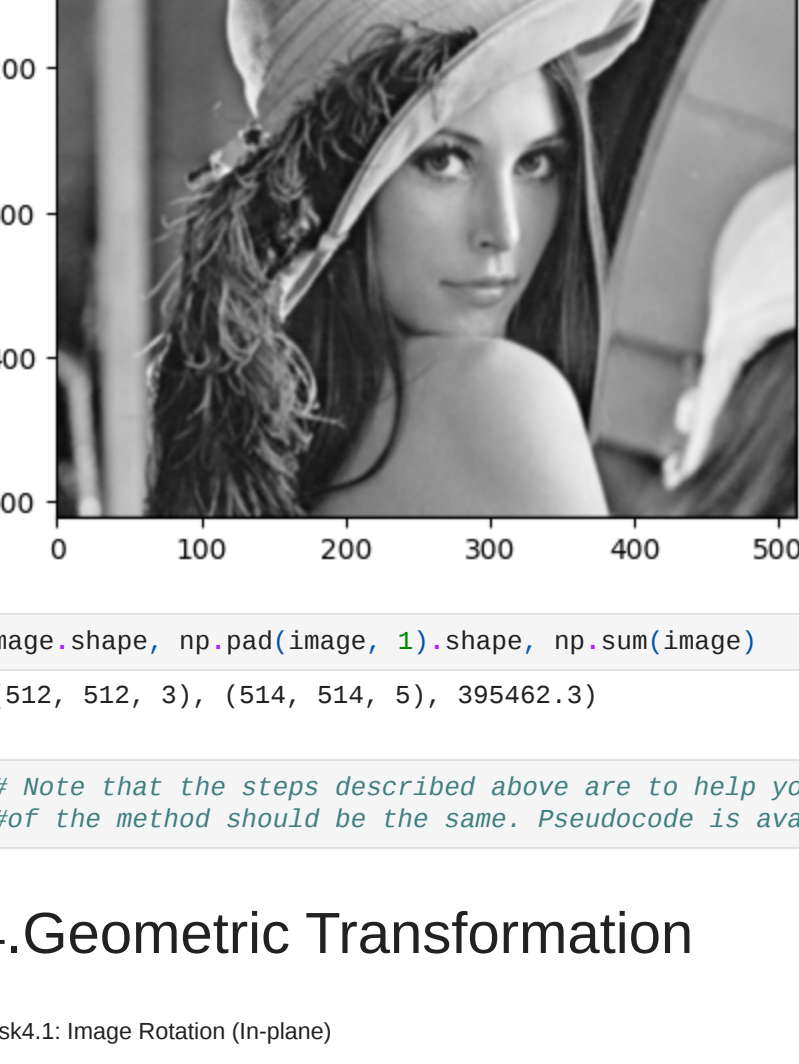 00
00
400
00
0 100 200 300 400 500
mage.shape, np.pad(image, 1).shape, np.sum(image)
(512, 512, 3), (514, 514, 5), 395462.3)
# Note that the steps described above are to help yo
#of the method should be the same. Pseudocode is ava
.Geometric Transformation
sk4.1: Image Rotation (In-plane)